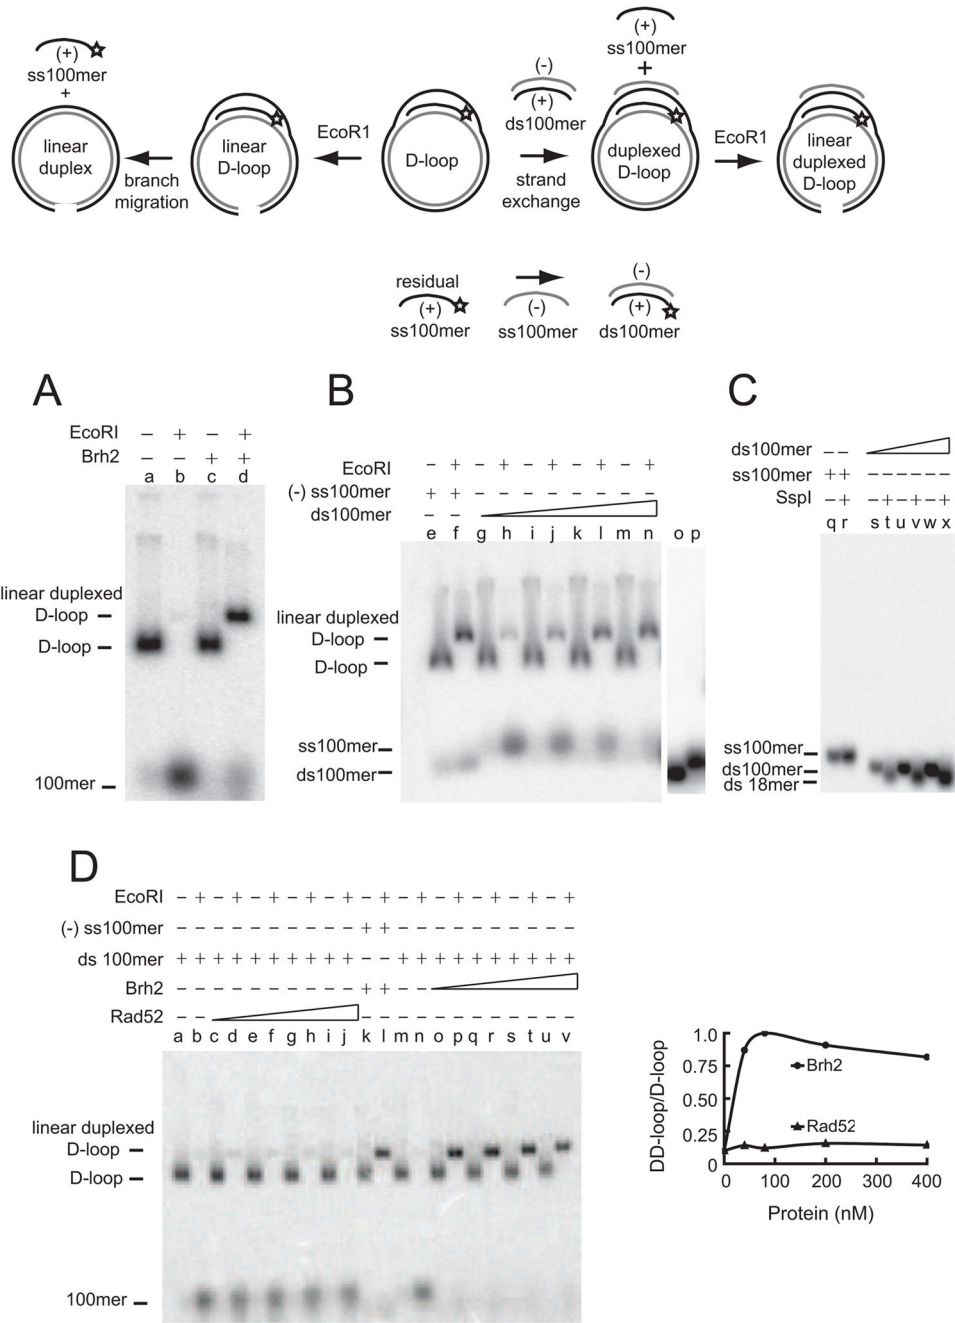 (+)
ss100mer
+
linear
duplex
branch
migration
linear
D-loop
EcoR1
D-loop
(-)
(+)
ds100mer
strand
exchange
(+)
ss100mer
+
duplexed
D-loop
EcoR1
linear
duplexed
D-loop
residual
(+)
ss100mer
(-)
ss100mer
(-)
(+)
ds100mer
A
EcoRI − + − +
Brh2 − − + +
a b c d
linear duplexed
D-loop
D-loop
100mer
B
EcoRI − + − + − + − + − +
(-) ss100mer + + − − − − − − − −
ds100mer − −
e f g h i j k l m n o p
linear duplexed
D-loop
D-loop
ss100mer
ds100mer
C
ds100mer − −
ss100mer + + − − − − − −
SspI − + − + − + − +
q r s t u v w x
ss100mer
ds100mer
ds 18mer
D
EcoRI − + − + − + − + − + − + − + − + − + − + − +
(-) ss100mer − − − − − − − − − − + + − − − − − − − − − −
ds 100mer + + + + + + + + + + − − + + + + + + + + + +
Brh2 − − − − − − − − − − + + − −
Rad52 − − − − − − − − − − − − − −
a b c d e f g h i j k l m n o p q r s t u v
linear duplexed
D-loop
D-loop
100mer
DD-loop/D-loop
1.0
0.75
0.50
0.25
0
Brh2
Rad52
0 100 200 300 400
Protein (nM)